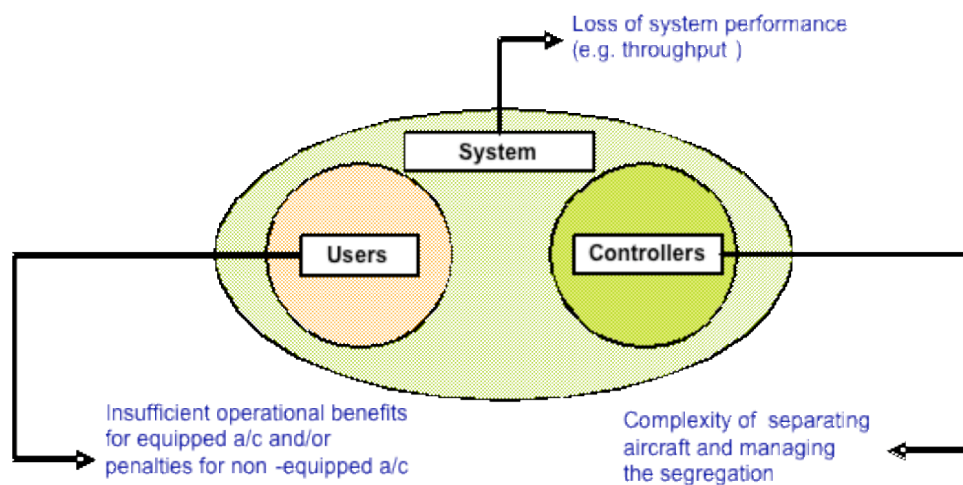 Loss of system performance
(e.g. throughput )
System
Users
Controllers
Insufficient operational benefits
for equipped a/c and/or
penalties for non -equipped a/c
Complexity of separating
aircraft and managing
the segregation